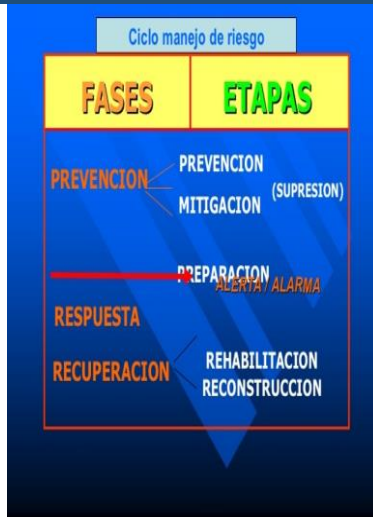 Ciclo manejo de riesgo
FASES ETAPAS
PREVENCION
PREVENCION
MITIGACION
(SUPRESION)
PREPARACION
ALERTA / ALARMA
RESPUESTA
RECUPERACION
REHABILITACION
RECONSTRUCCION